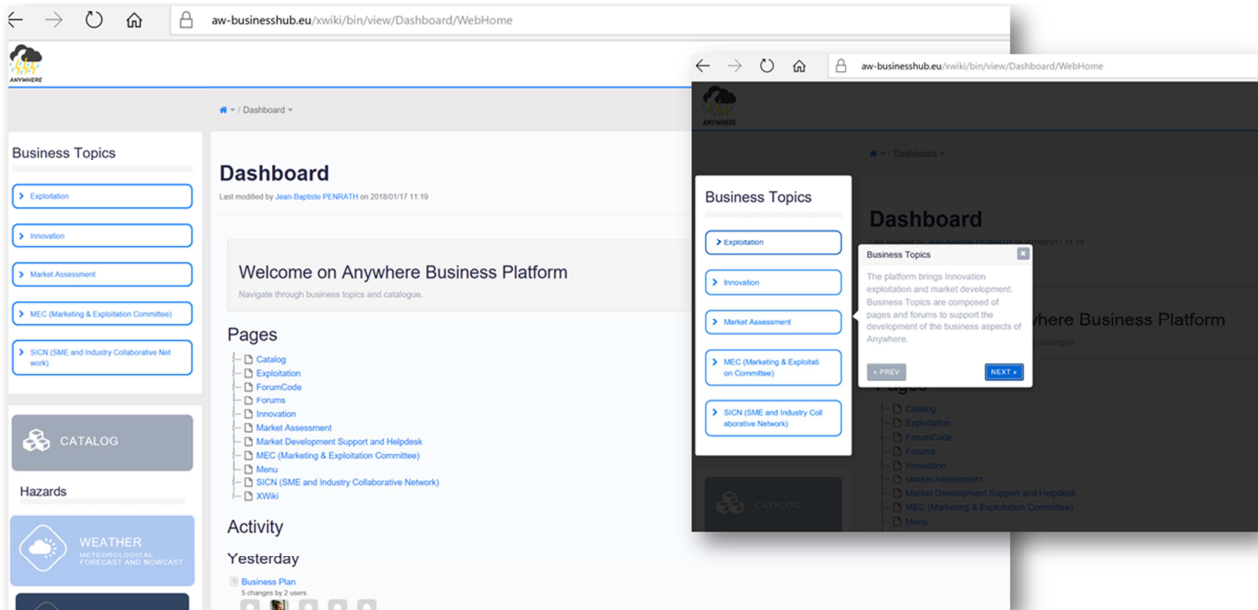 aw-businesshub.eu/xwiki/bin/view/Dashboard/WebHome
ANYWHERE
/ Dashboard
Business Topics
Exploitation
Innovation
Market Assessment
MEC (Marketing & Exploitation Committee)
SICN (SME and Industry Collaborative Net
work)
CATALOG
Hazards
WEATHER
METEOROLOGICAL
FORECAST AND NOWCAST
Dashboard
Last modified by Jean-Baptiste PENRATH on 2018/01/17 11:19
Welcome on Anywhere Business Platform
Navigate through business topics and catalogue.
Pages
Catalog
Exploitation
ForumCode
Forums
Innovation
Market Assessment
Market Development Support and Helpdesk
MEC (Marketing & Exploitation Committee)
Menu
SICN (SME and Industry Collaborative Network)
XWiki
Activity
Yesterday
Business Plan
5 changes by 2 users
aw-businesshub.eu/xwiki/bin/view/Dashboard/WebHome
ANYWHERE
/ Dashboard
Business Topics
Exploitation
Innovation
Market Assessment
MEC (Marketing & Exploitati
on Committee)
SICN (SME and Industry Coll
aborative Network)
CATALOG
Dashboard
2018/01/17 11:19
Business Topics
The platform brings Innovation
exploitation and market development.
Business Topics are composed of
pages and forums to support the
development of the business aspects of
Anywhere.
« PREV
NEXT »
where Business Platform
catalogue.
Pages
Catalog
Exploitation
ForumCode
Forums
Innovation
Market Assessment
Market Development Support and Helpdesk
MEC (Marketing & Exploitation Committee)
Menu